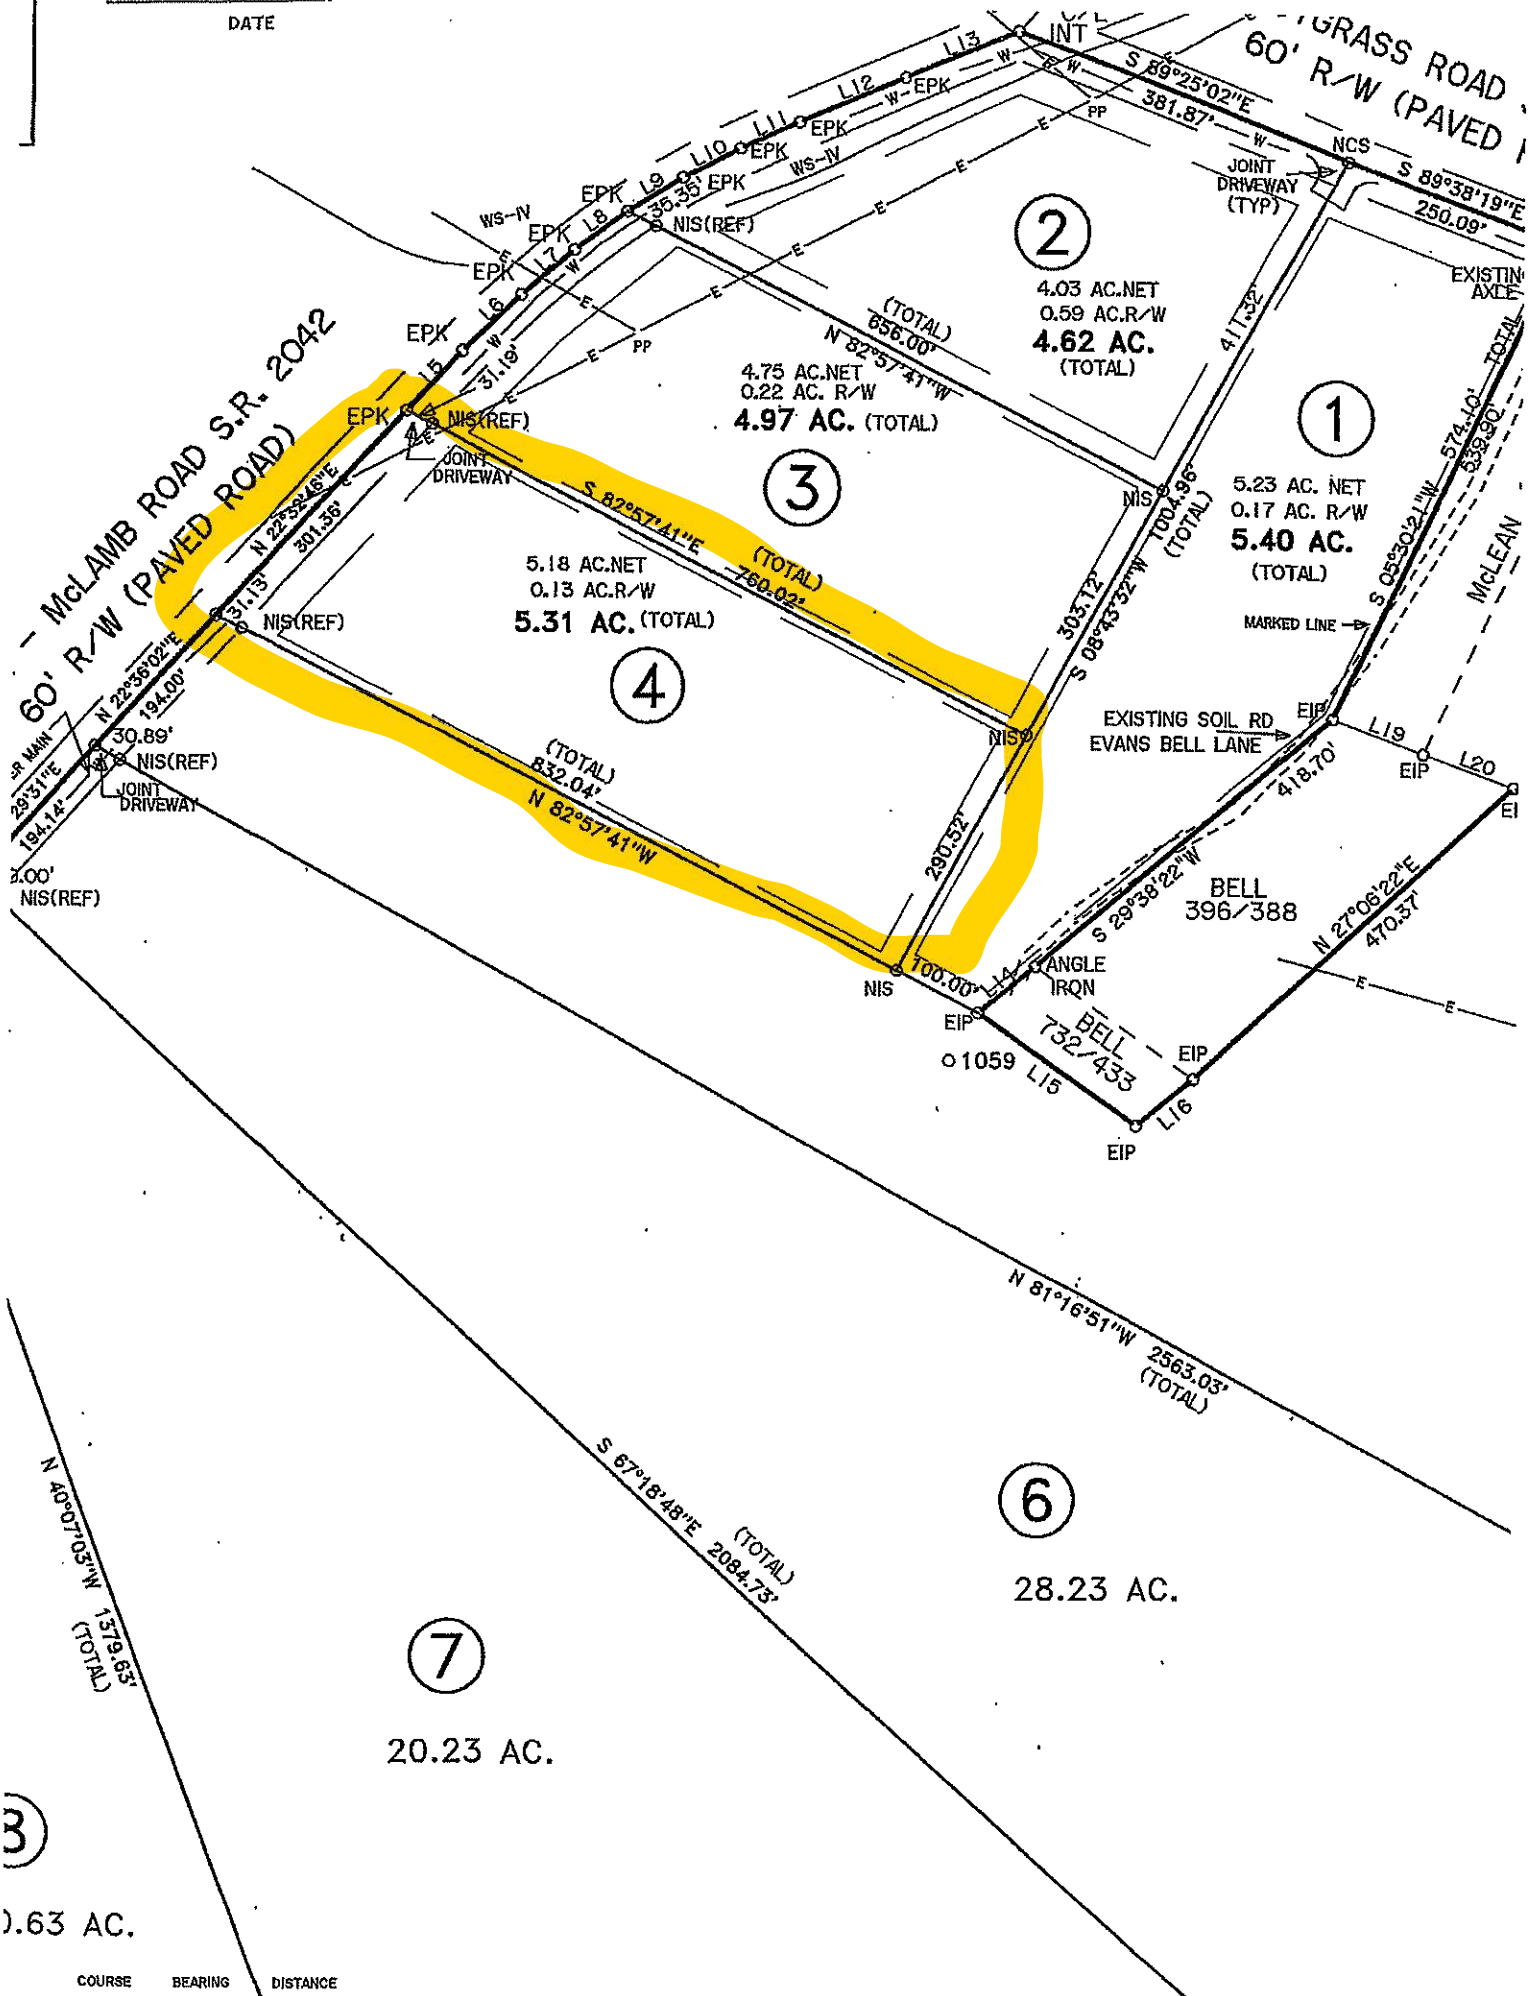 DATE
INT
GRASS ROAD
60' R/W (PAVED
S 89°25'02"E
381.87'
NCS
S 89°38'19"E
250.09'
JOINT
DRIVEWAY
(TYP)
PP
L13
L12
EPK
L11
EPK
L10
EPK
L9
EPK
EPK
L8
35.35'
NIS(REF)
EPK
L7
EPK
L6
EPK
L5
31.19'
EPK
NIS(REF)
WS-IV
WS-IV
W
E
PP
JOINT
DRIVEWAY
2
4.03 AC.NET
0.59 AC.R/W
4.62 AC.
(TOTAL)
411.32'
(TOTAL)
656.00'
N 82°57'41"W
4.75 AC.NET
0.22 AC. R/W
4.97 AC. (TOTAL)
3
1
5.23 AC. NET
0.17 AC. R/W
5.40 AC.
(TOTAL)
TOTAL
574.10'
539.90'
S 05°30'21"W
MARKED LINE
McLEAN
NIS
1004.96'
(TOTAL)
303.12'
S 08°43'32"W
McLAMB ROAD S.R. 2042
60' R/W (PAVED ROAD)
N 22°32'46"E
301.36'
S 82°57'41"E
(TOTAL)
760.02'
5.18 AC.NET
0.13 AC.R/W
5.31 AC. (TOTAL)
4
31.13'
NIS(REF)
N 22°36'02"E
194.00'
30.89'
NIS(REF)
JOINT
DRIVEWAY
MAIN
29'31"E
194.14'
NIS(REF)
(TOTAL)
832.04'
N 82°57'41"W
NIS
290.52'
EXISTING SOIL RD
EVANS BELL LANE
EIP
L19
EIP
L20
418.70'
S 29°38'22"W
BELL
396/388
N 27°06'22"E
470.37'
NIS
100.00'
L14
ANGLE
IRON
EIP
BELL
732/433
EIP
1059
L15
L16
EIP
N 81°16'51"W 2563.03'
(TOTAL)
S 67°18'48"E 2084.73'
(TOTAL)
6
28.23 AC.
N 40°07'03"W 1379.63'
(TOTAL)
7
20.23 AC.
.63 AC.
COURSE BEARING DISTANCE